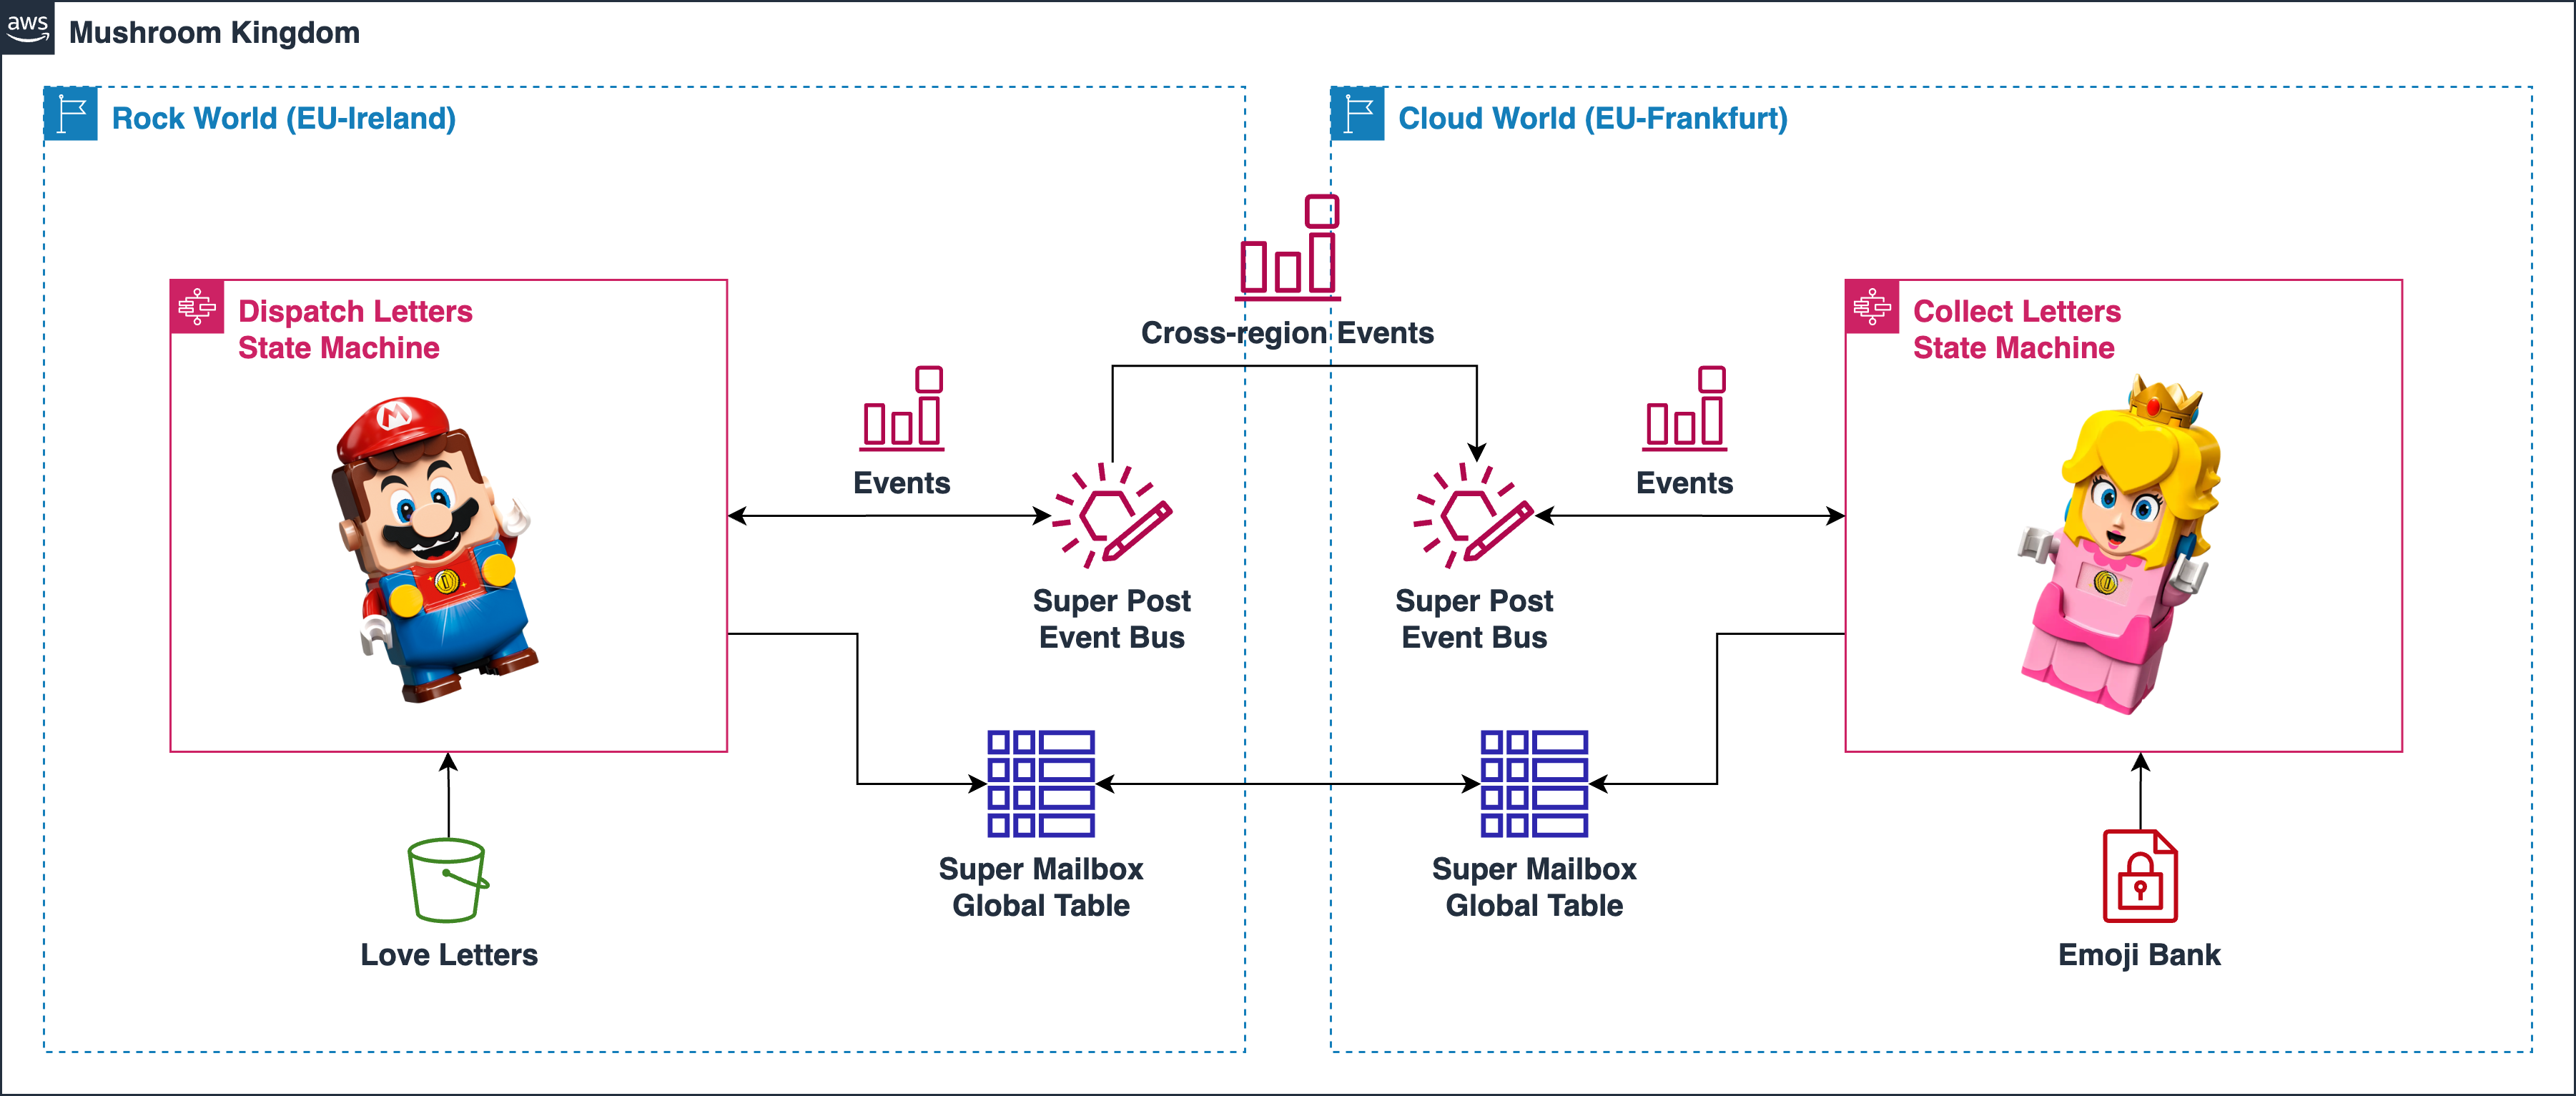 aws
Mushroom Kingdom
Rock World (EU-Ireland)
Cloud World (EU-Frankfurt)
Cross-region Events
Dispatch Letters
State Machine
Collect Letters
State Machine
M
Events
Events
Super Post
Event Bus
Super Post
Event Bus
Super Mailbox
Global Table
Super Mailbox
Global Table
Love Letters
Emoji Bank